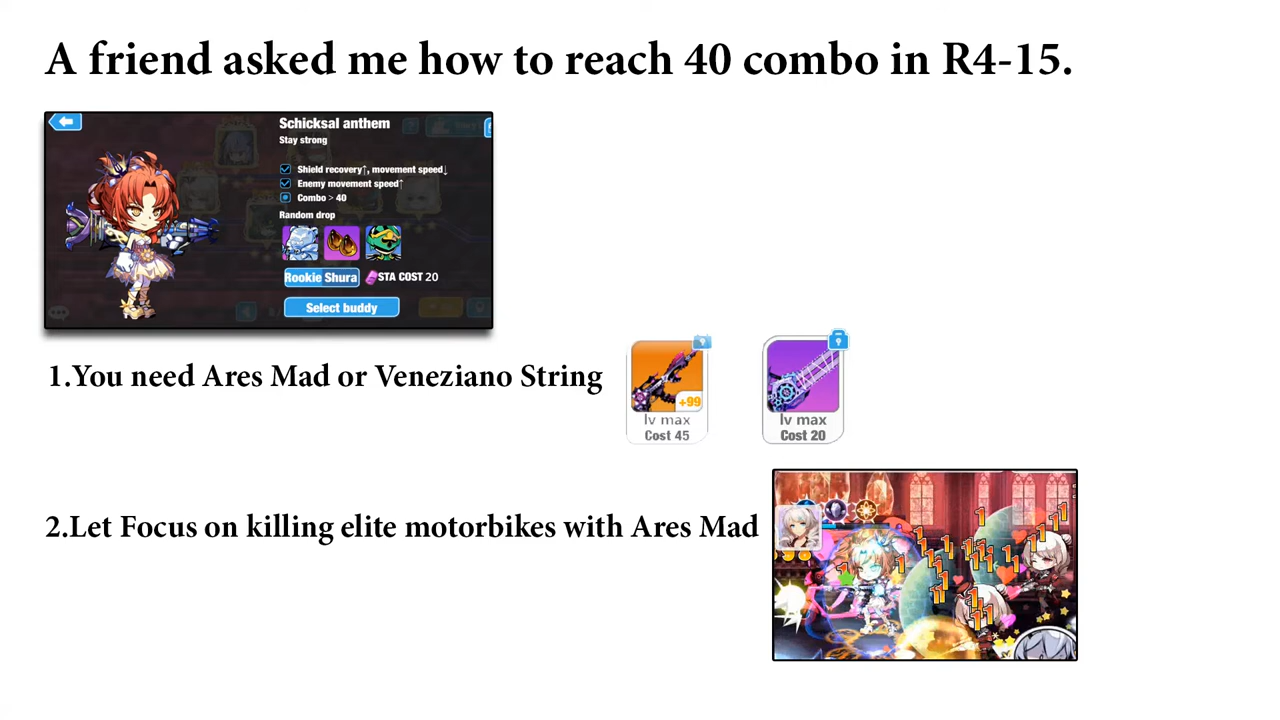 A friend asked me how to reach 40 combo in R4-15.
Schicksal anthem
Stay strong
Shield recovery↑, movement speed↓
Enemy movement speed↑
Combo > 40
Random drop
Rookie Shura
STA COST 20
Select buddy
1.You need Ares Mad or Veneziano String
+99
lv max
Cost 45
lv max
Cost 20
2.Let Focus on killing elite motorbikes with Ares Mad